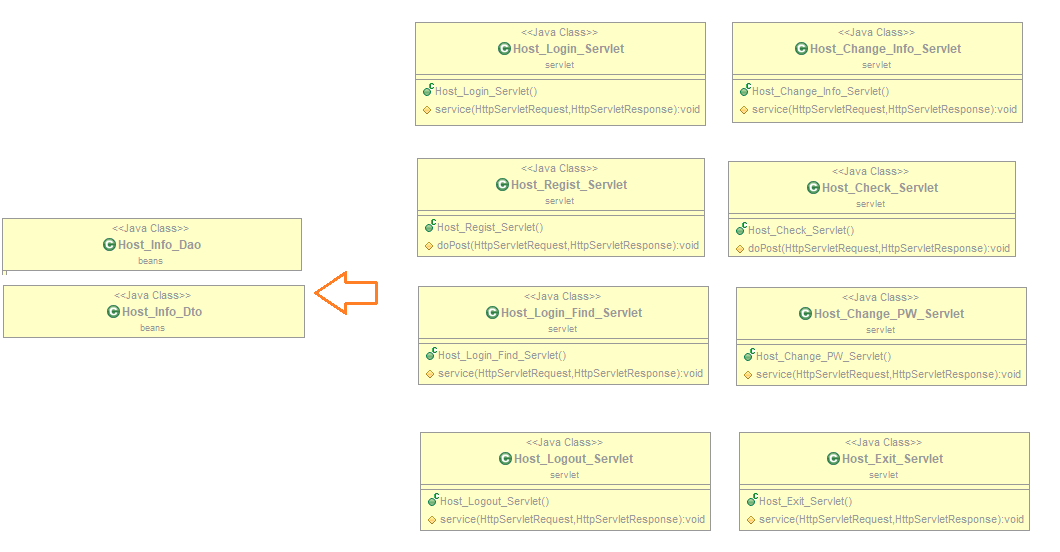 <<Java Class>>
Host_Login_Servlet
servlet
Host_Login_Servlet()
service(HttpServletRequest,HttpServletResponse):void
<<Java Class>>
Host_Change_Info_Servlet
servlet
Host_Change_Info_Servlet()
service(HttpServletRequest,HttpServletResponse):void
<<Java Class>>
Host_Regist_Servlet
servlet
Host_Regist_Servlet()
doPost(HttpServletRequest,HttpServletResponse):void
<<Java Class>>
Host_Check_Servlet
servlet
Host_Check_Servlet()
doPost(HttpServletRequest,HttpServletResponse):void
<<Java Class>>
Host_Info_Dao
beans
<<Java Class>>
Host_Info_Dto
beans
<<Java Class>>
Host_Login_Find_Servlet
servlet
Host_Login_Find_Servlet()
service(HttpServletRequest,HttpServletResponse):void
<<Java Class>>
Host_Change_PW_Servlet
servlet
Host_Change_PW_Servlet()
service(HttpServletRequest,HttpServletResponse):void
<<Java Class>>
Host_Logout_Servlet
servlet
Host_Logout_Servlet()
service(HttpServletRequest,HttpServletResponse):void
<<Java Class>>
Host_Exit_Servlet
servlet
Host_Exit_Servlet()
service(HttpServletRequest,HttpServletResponse):void